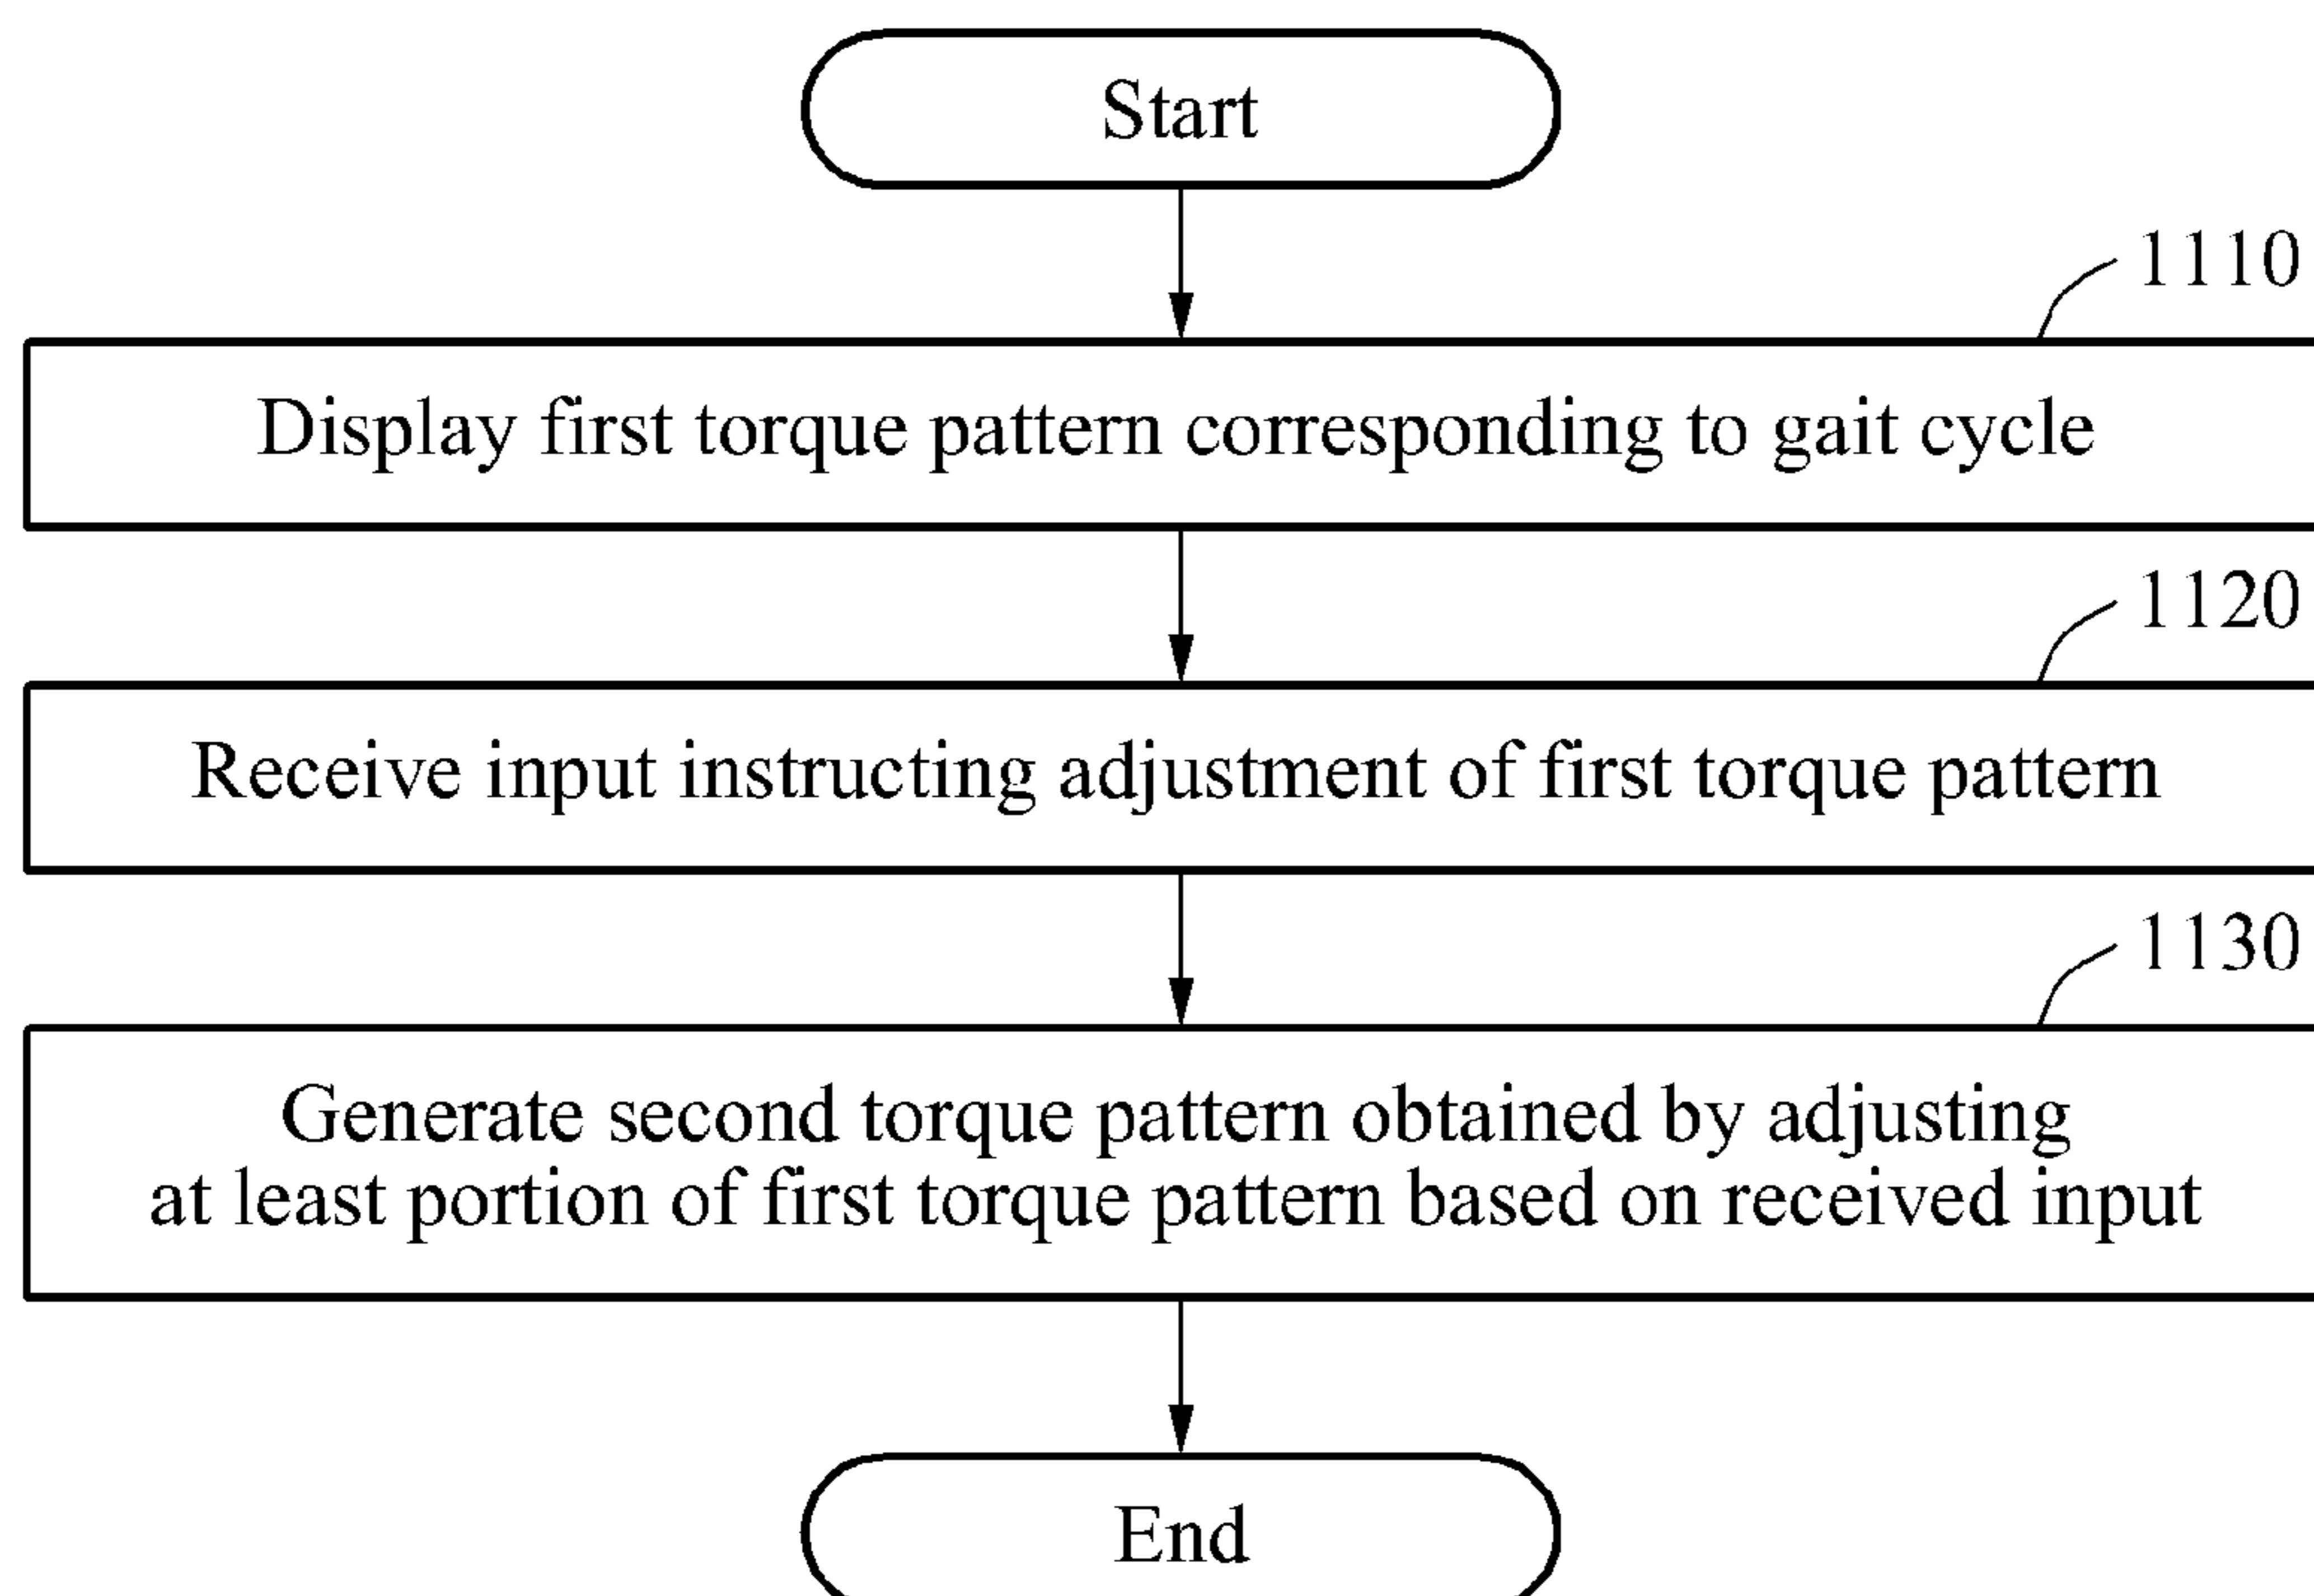 Start
1110
Display first torque pattern corresponding to gait cycle
1120
Receive input instructing adjustment of first torque pattern
1130
Generate second torque pattern obtained by adjusting
at least portion of first torque pattern based on received input
End